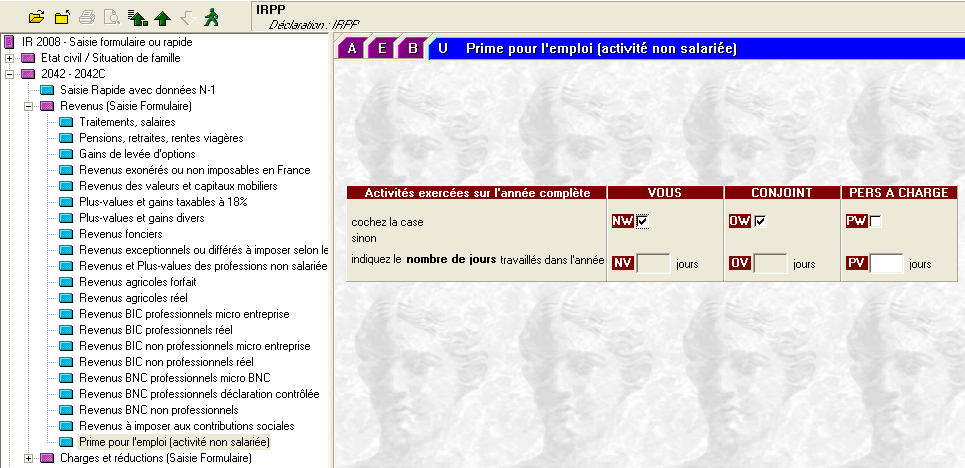 IRPP
Déclaration : IRPP
IR 2008 - Saisie formulaire ou rapide
Etat civil / Situation de famille
2042 - 2042C
Saisie Rapide avec données N-1
Revenus (Saisie Formulaire)
Traitements, salaires
Pensions, retraites, rentes viagères
Gains de levée d'options
Revenus exonérés ou non imposables en France
Revenus des valeurs et capitaux mobiliers
Plus-values et gains taxables à 18%
Plus-values et gains divers
Revenus fonciers
Revenus exceptionnels ou différés à imposer selon le
Revenus et Plus-values des professions non salariée
Revenus agricoles forfait
Revenus agricoles réel
Revenus BIC professionnels micro entreprise
Revenus BIC professionnels réel
Revenus BIC non professionnels micro entreprise
Revenus BIC non professionnels réel
Revenus BNC professionnels micro BNC
Revenus BNC professionnels déclaration contrôlée
Revenus BNC non professionnels
Revenus à imposer aux contributions sociales
Prime pour l'emploi (activité non salariée)
Charges et réductions (Saisie Formulaire)
A E B U Prime pour l'emploi (activité non salariée)
Activités exercées sur l'année complète VOUS CONJOINT PERS A CHARGE
cochez la case NW OW PW
sinon
indiquez le nombre de jours travaillés dans l'année NV jours OV jours PV jours